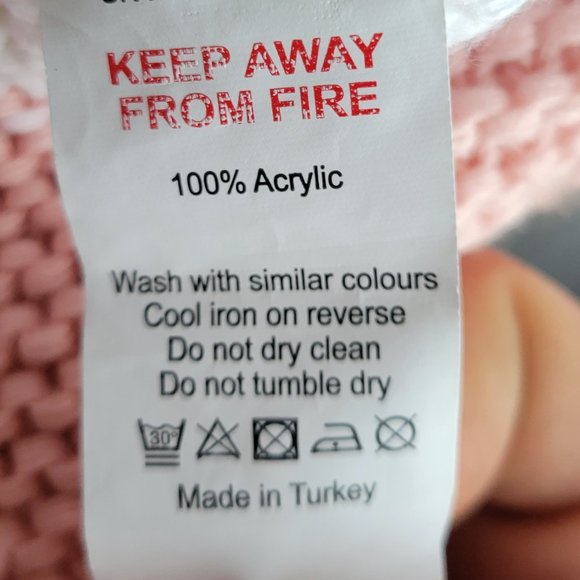 KEEP AWAY
FROM FIRE
100% Acrylic
Wash with similar colours
Cool iron on reverse
Do not dry clean
Do not tumble dry
30°
Made in Turkey